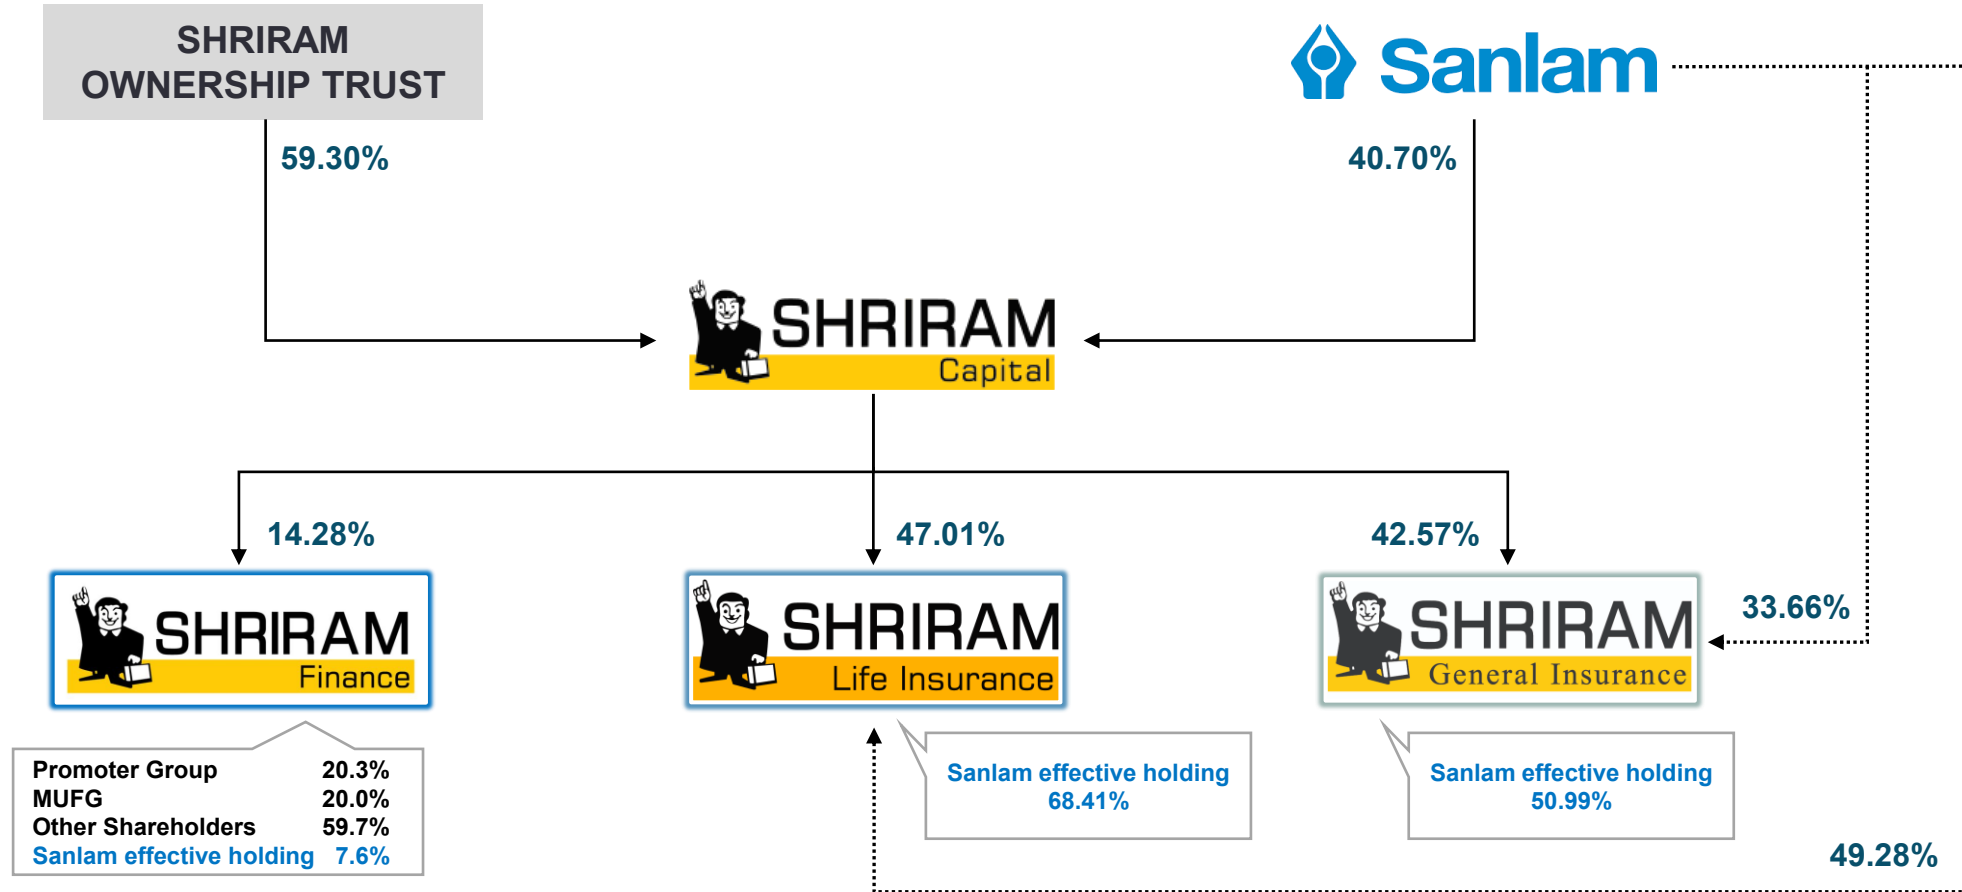 SHRIRAM
OWNERSHIP TRUST
Sanlam
59.30%
40.70%
SHRIRAM
Capital
14.28%
47.01%
42.57%
SHRIRAM
Finance
SHRIRAM
Life Insurance
SHRIRAM
General Insurance
33.66%
Promoter Group 20.3%
MUFG 20.0%
Other Shareholders 59.7%
Sanlam effective holding 7.6%
Sanlam effective holding
68.41%
Sanlam effective holding
50.99%
49.28%